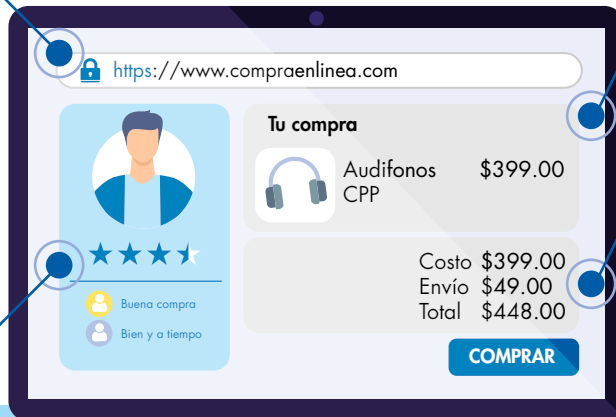 https://www.compraenlinea.com
Tu compra
Audifonos $399.00
CPP
Costo $399.00
Envío $49.00
Total $448.00
Buena compra
Bien y a tiempo
COMPRAR